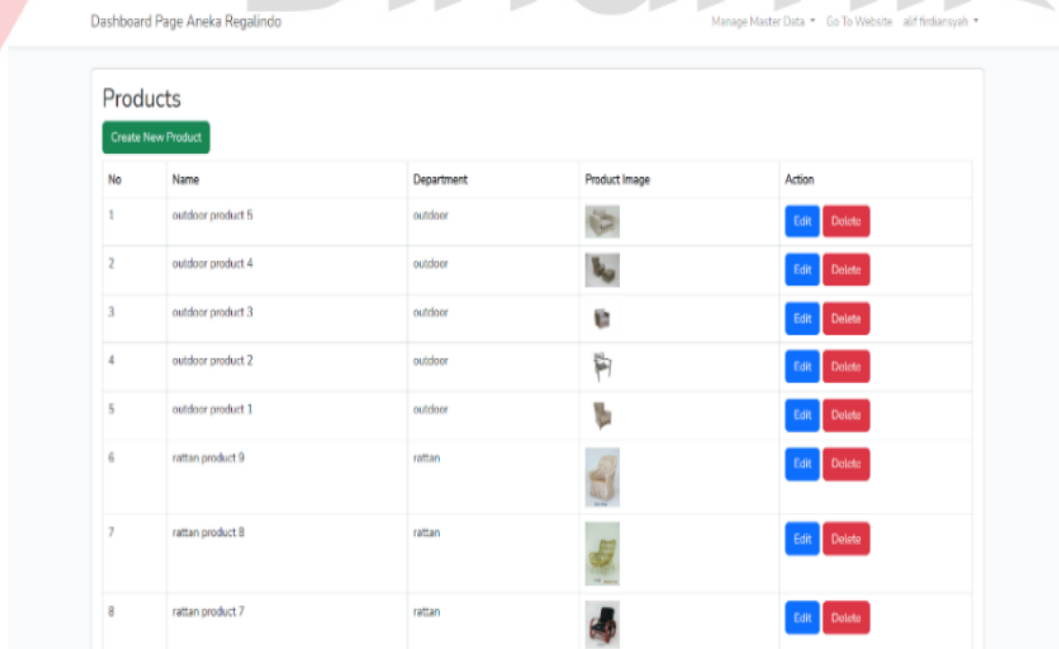 Dashboard Page Aneka Regalindo Manage Master Data Go To Website alif firdiansyah
Products
Create New Product
No Name Department Product Image Action
1 outdoor product 5 outdoor Edit Delete
2 outdoor product 4 outdoor Edit Delete
3 outdoor product 3 outdoor Edit Delete
4 outdoor product 2 outdoor Edit Delete
5 outdoor product 1 outdoor Edit Delete
6 rattan product 9 rattan Edit Delete
7 rattan product 8 rattan Edit Delete
8 rattan product 7 rattan Edit Delete